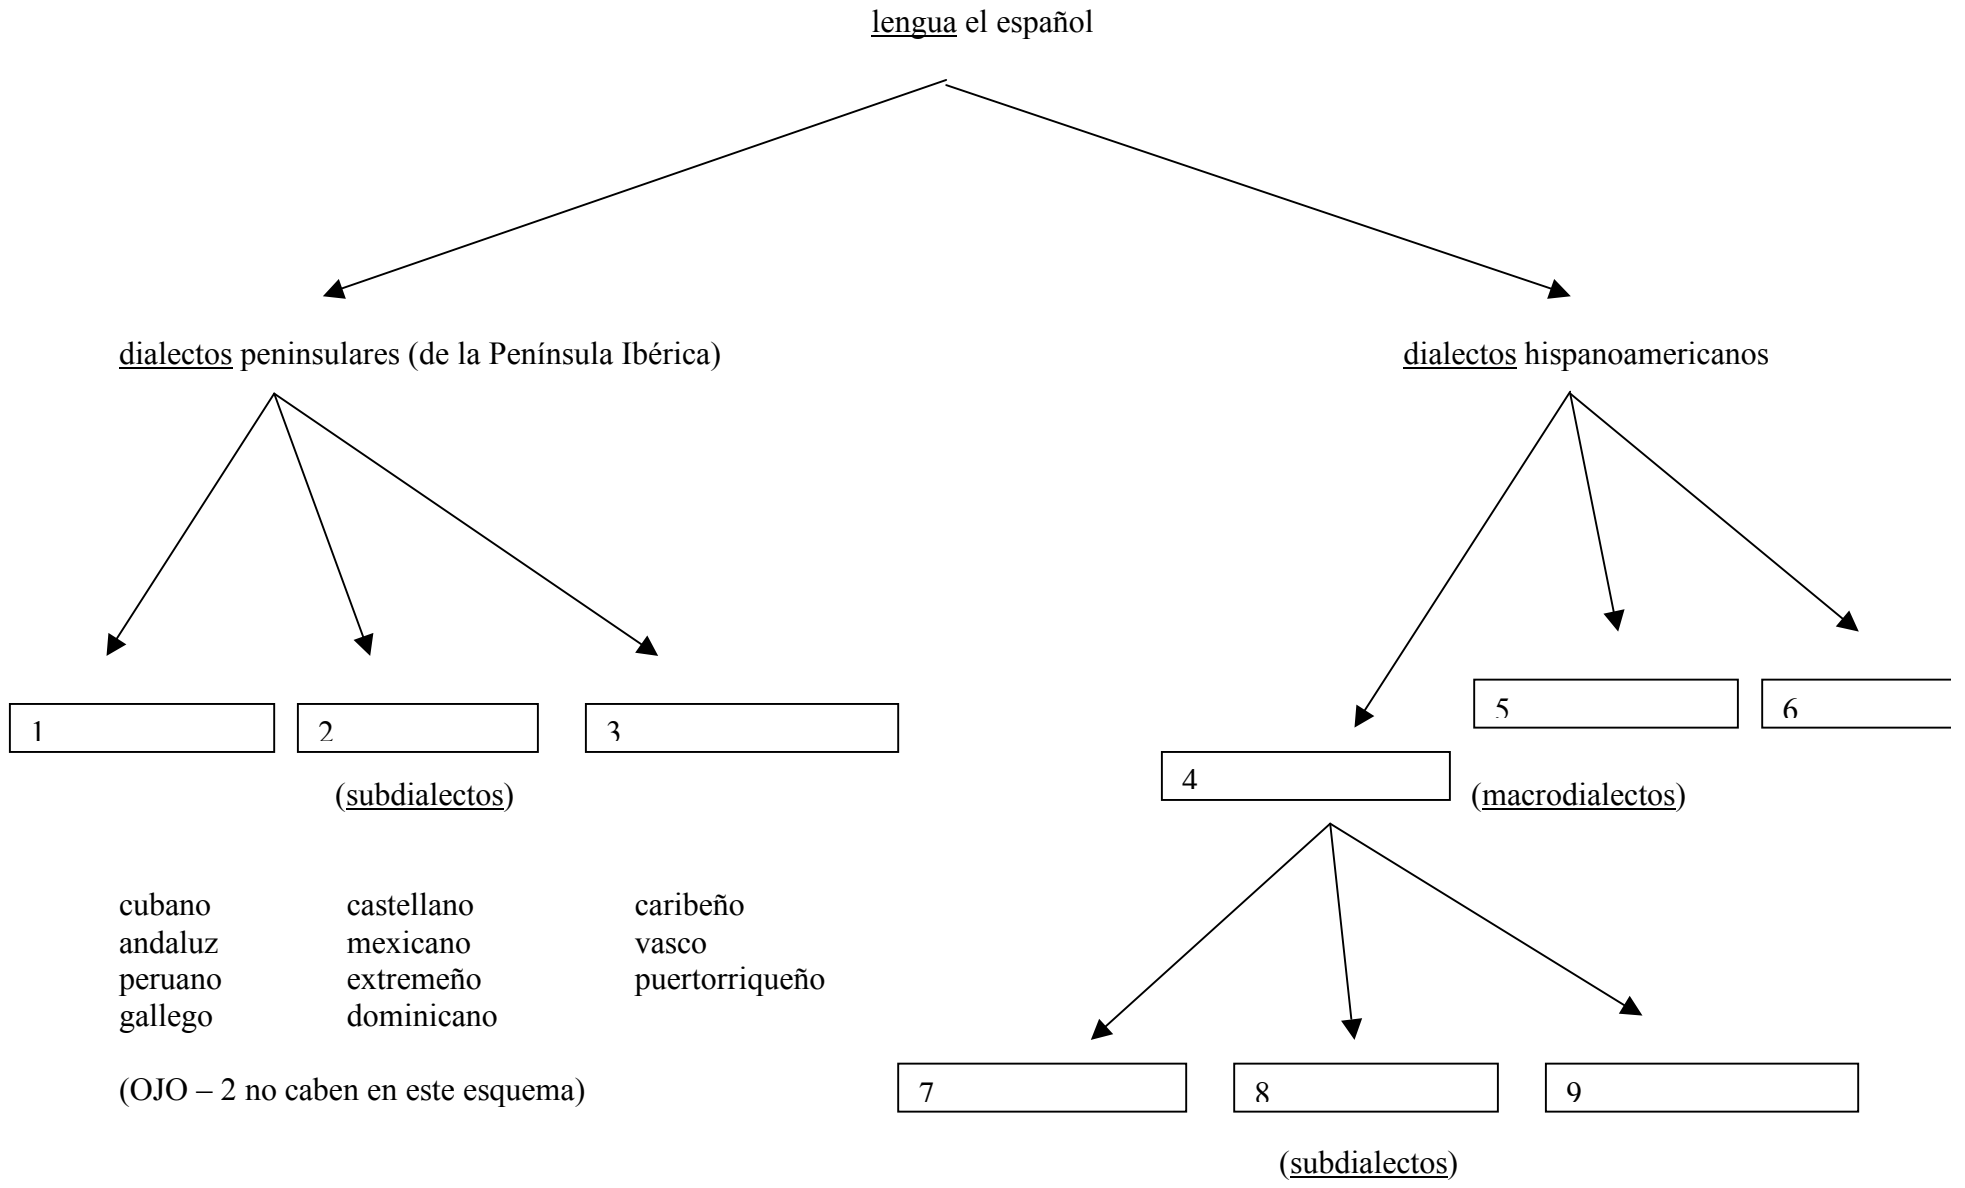 lengua el español
dialectos peninsulares (de la Península Ibérica)
dialectos hispanoamericanos
1
2
3
4
5
6
(subdialectos)
(macrodialectos)
cubano castellano caribeño
andaluz mexicano vasco
peruano extremeño puertorriqueño
gallego dominicano
(OJO – 2 no caben en este esquema)
7
8
9
(subdialectos)